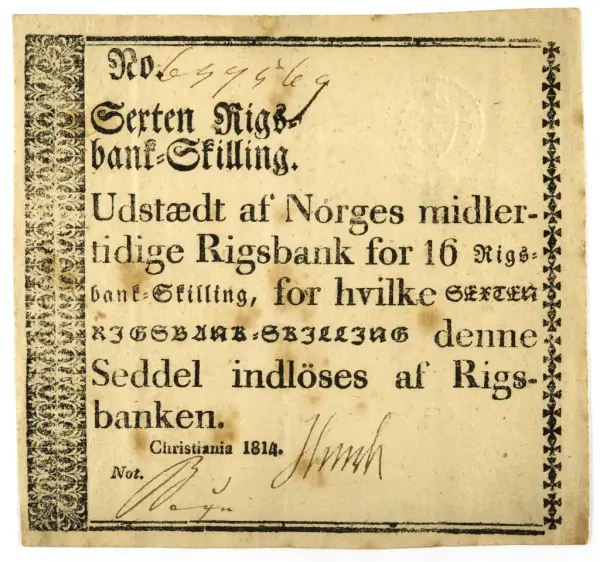 No. 659569
Sexten Rigs-
bank-Skilling.
Udstædt af Norges midler-
tidige Rigsbank for 16 Rigs-
bank-Skilling, for hvilke SEXTEN
RIGSBANK-SKILLING denne
Seddel indlöses af Rigs-
banken.
Christiania 1814.
Not.